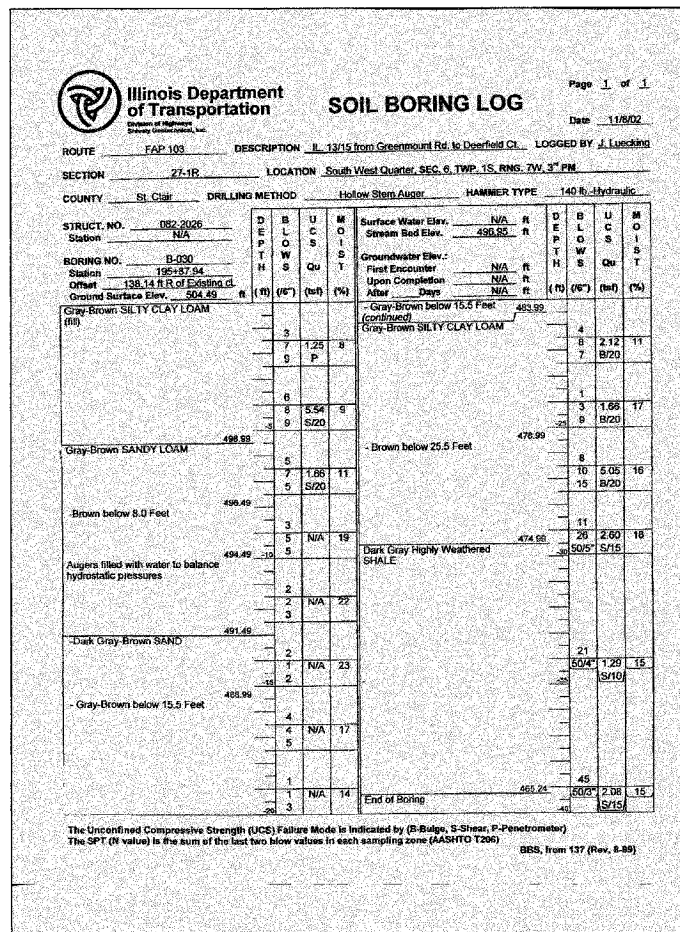 Illinois Department
of Transportation
Division of Highways
Shively Geotechnical, Inc.
SOIL BORING LOG
Page 1 of 1
Date 11/8/02
ROUTE FAP 103 DESCRIPTION IL. 13/15 from Greenmount Rd. to Deerfield Ct. LOGGED BY J. Luecking
SECTION 27-1R LOCATION South West Quarter, SEC. 6, TWP. 1S, RNG. 7W, 3rd PM
COUNTY St. Clair DRILLING METHOD Hollow Stem Auger HAMMER TYPE 140 lb.-Hydraulic
STRUCT. NO. 082-2026
Station N/A
BORING NO. B-030
Station 195+87.94
Offset 138.14 ft R of Existing cl.
Ground Surface Elev. 504.49 ft
DEPTH (ft)
BLOWS (/6")
UCS Qu (tsf)
MOIST (%)
Gray-Brown SILTY CLAY LOAM
(fill)
3
7 1.25 8
9 P
6
8 5.54 9
-5 9 S/20
498.99
Gray-Brown SANDY LOAM
5
7 1.66 11
5 S/20
496.49
-Brown below 8.0 Feet
3
5 N/A 19
494.49 -10 5
Augers filled with water to balance
hydrostatic pressures
2
2 N/A 22
3
491.49
-Dark Gray-Brown SAND
2
1 N/A 23
-15 2
488.99
- Gray-Brown below 15.5 Feet
4
4 N/A 17
5
1
1 N/A 14
-20 3
Surface Water Elev. N/A ft
Stream Bed Elev. 496.95 ft
Groundwater Elev.:
First Encounter N/A ft
Upon Completion N/A ft
After Days N/A ft
DEPTH (ft)
BLOWS (/6")
UCS Qu (tsf)
MOIST (%)
- Gray-Brown below 15.5 Feet 483.99
(continued)
Gray-Brown SILTY CLAY LOAM
4
8 2.12 11
7 B/20
1
3 1.66 17
-25 9 B/20
478.99
- Brown below 25.5 Feet
8
10 5.05 16
15 B/20
11
474.99 26 2.60 18
Dark Gray Highly Weathered -30 50/5" S/15
SHALE
21
50/4" 1.29 15
-35 S/10
45
465.24 50/3" 2.08 15
End of Boring -40 S/15
The Unconfined Compressive Strength (UCS) Failure Mode is Indicated by (B-Bulge, S-Shear, P-Penetrometer)
The SPT (N value) is the sum of the last two blow values in each sampling zone (AASHTO T206)
BBS, from 137 (Rev. 8-99)